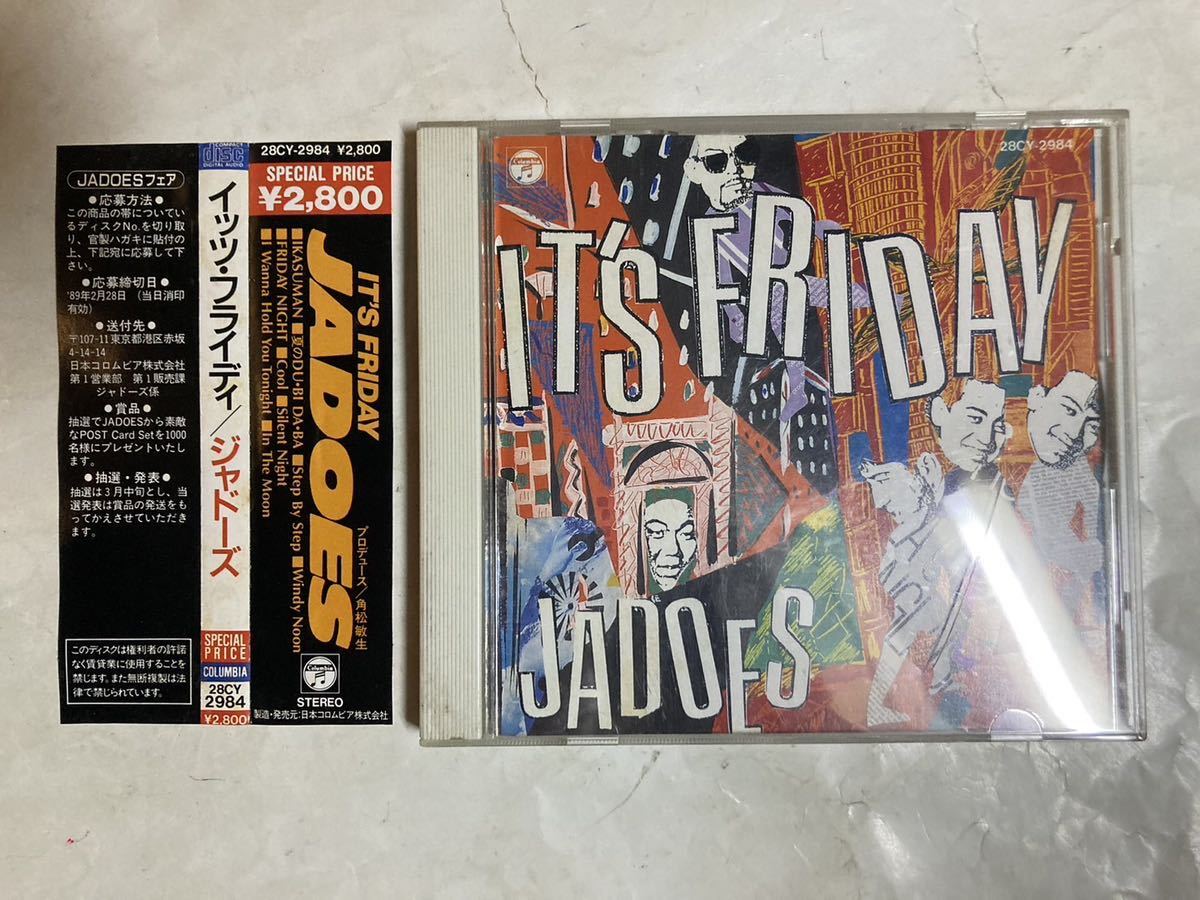 JADOESフェア
●応募方法●
この商品の帯についてい
るディスクNo.を切り取
り、官製ハガキに貼付の
上、下記宛に応募して下
さい。
●応募締切日●
'89年2月28日 (当日消印
有効)
●送付先●
〒107-11東京都港区赤坂
4-14-14
日本コロムビア株式会社
第1営業部 第1販売課
ジャドーズ係
●賞品●
抽選でJADOESから素敵
なPOST Card Setを1000
名様にプレゼントいたし
ます。
●抽選・発表●
抽選は3月中旬とし、当
選発表は賞品の発送をも
ってかえさせていただき
ます。
このディスクは権利者の許諾
なく賃貸業に使用することを
禁じます。また無断複製は法
律で禁じられています。
COMPACT
disc
DIGITAL AUDIO
イッツ・フライディ/ジャドーズ
SPECIAL
PRICE
COLUMBIA
28CY
2984
¥2,800
28CY-2984 ¥2,800
SPECIAL PRICE
¥2,800
IT'S FRIDAY
JADOES
プロデュース/角松敏生
■IKASUMAN ■夏のDU・BI DA・BA ■Step By Step ■Windy Noon
■FRIDAY NIGHT ■Cool ■Silent Night
■I Wanna Hold You Tonight ■In The Moon
Columbia
STEREO
製造・発売元:日本コロムビア株式会社
Columbia
28CY-2984
IT'S FRIDAY
JADOES